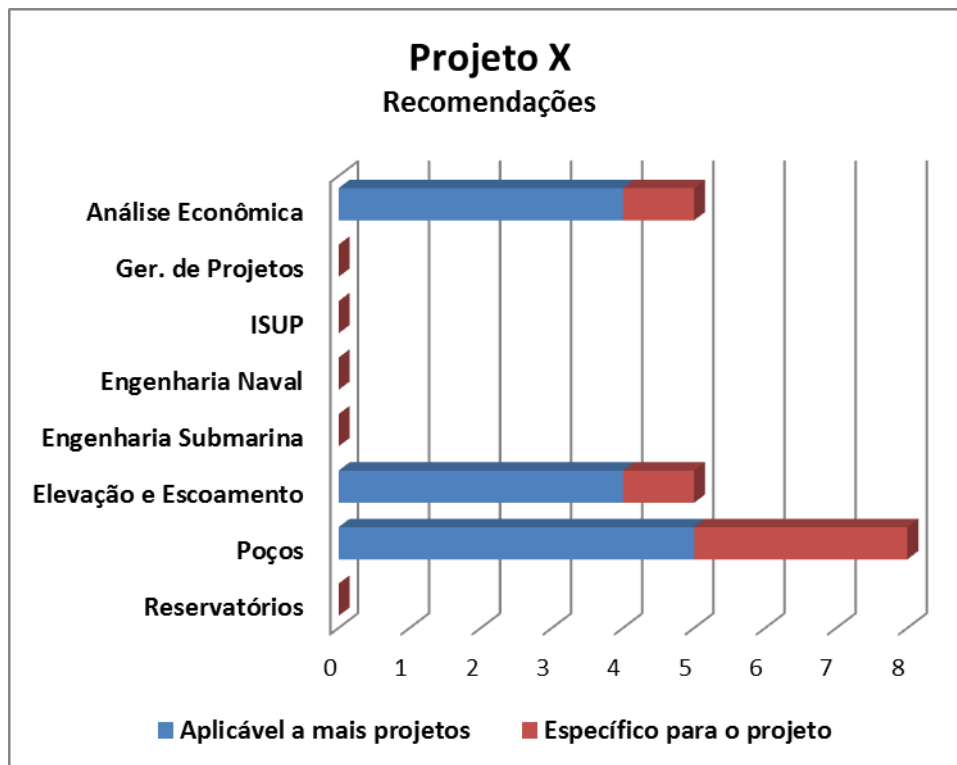 Projeto X
Recomendações
Análise Econômica
Ger. de Projetos
ISUP
Engenharia Naval
Engenharia Submarina
Elevação e Escoamento
Poços
Reservatórios
0 1 2 3 4 5 6 7 8
Aplicável a mais projetos Específico para o projeto